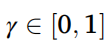 γ ∈ [0, 1]